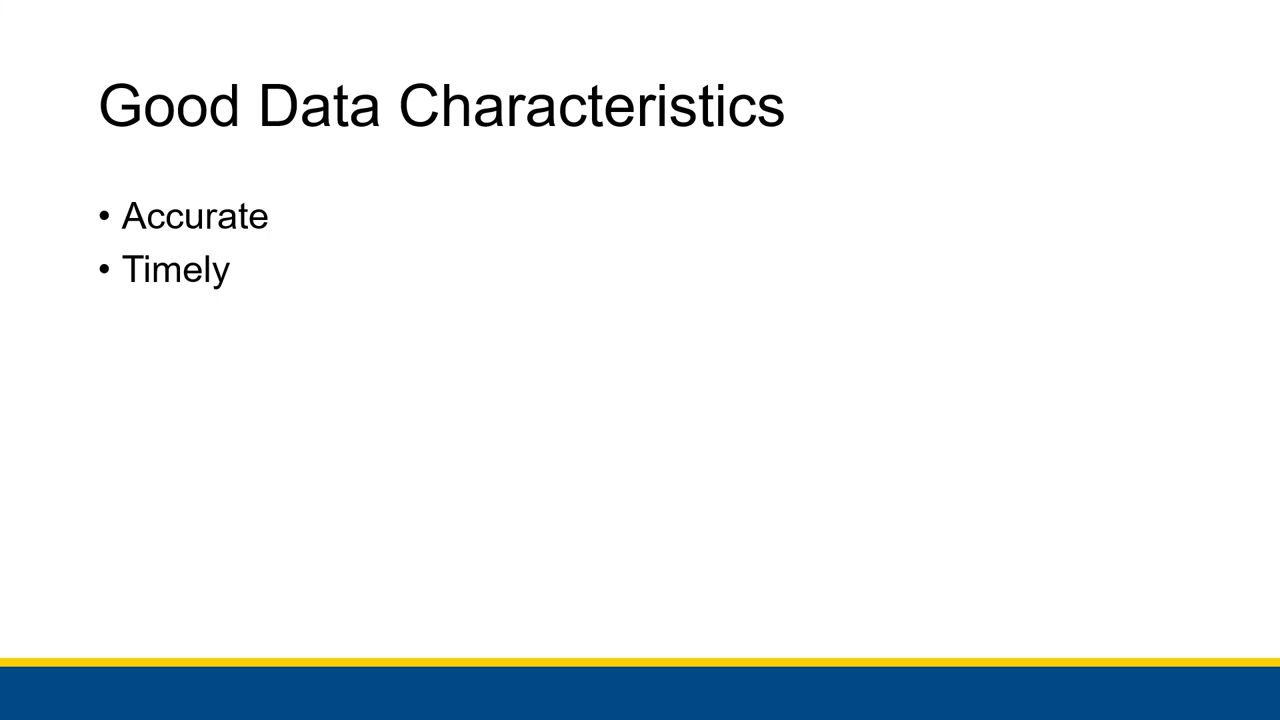 Good Data Characteristics
• Accurate
• Timely